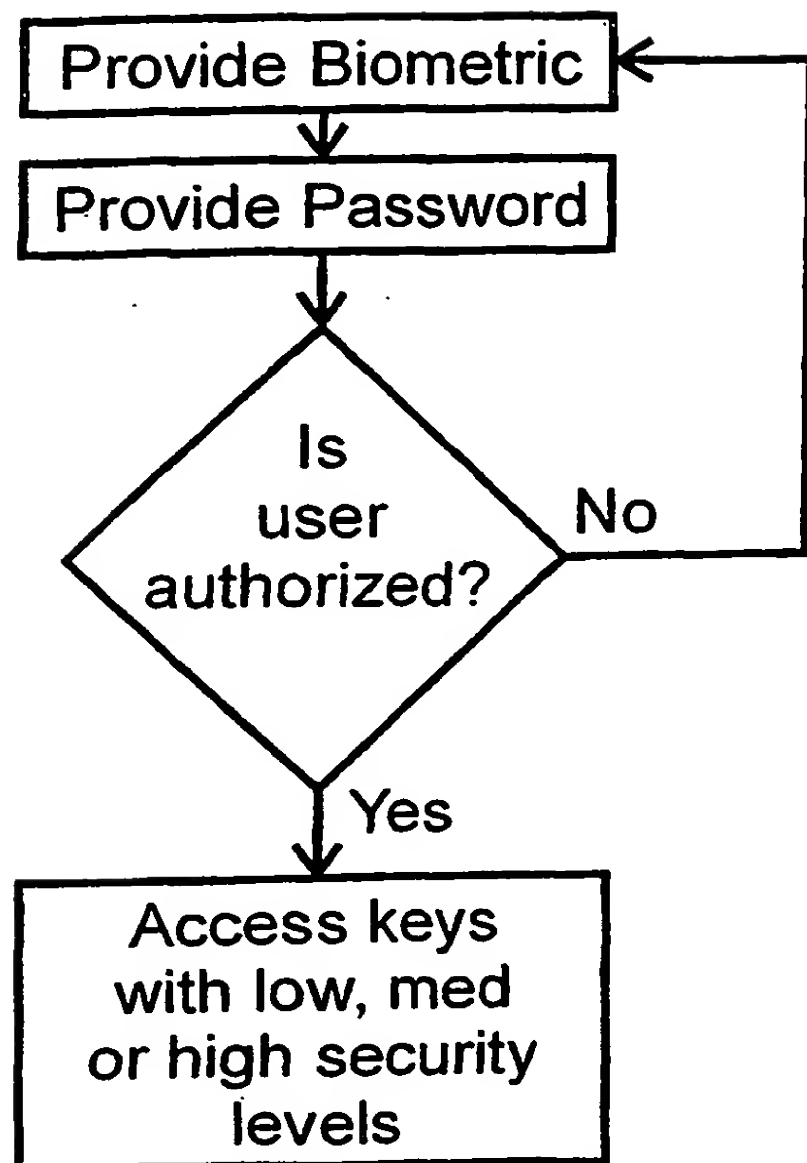 Provide Biometric
Provide Password
Is
user
authorized?
No
Yes
Access keys
with low, med
or high security
levels